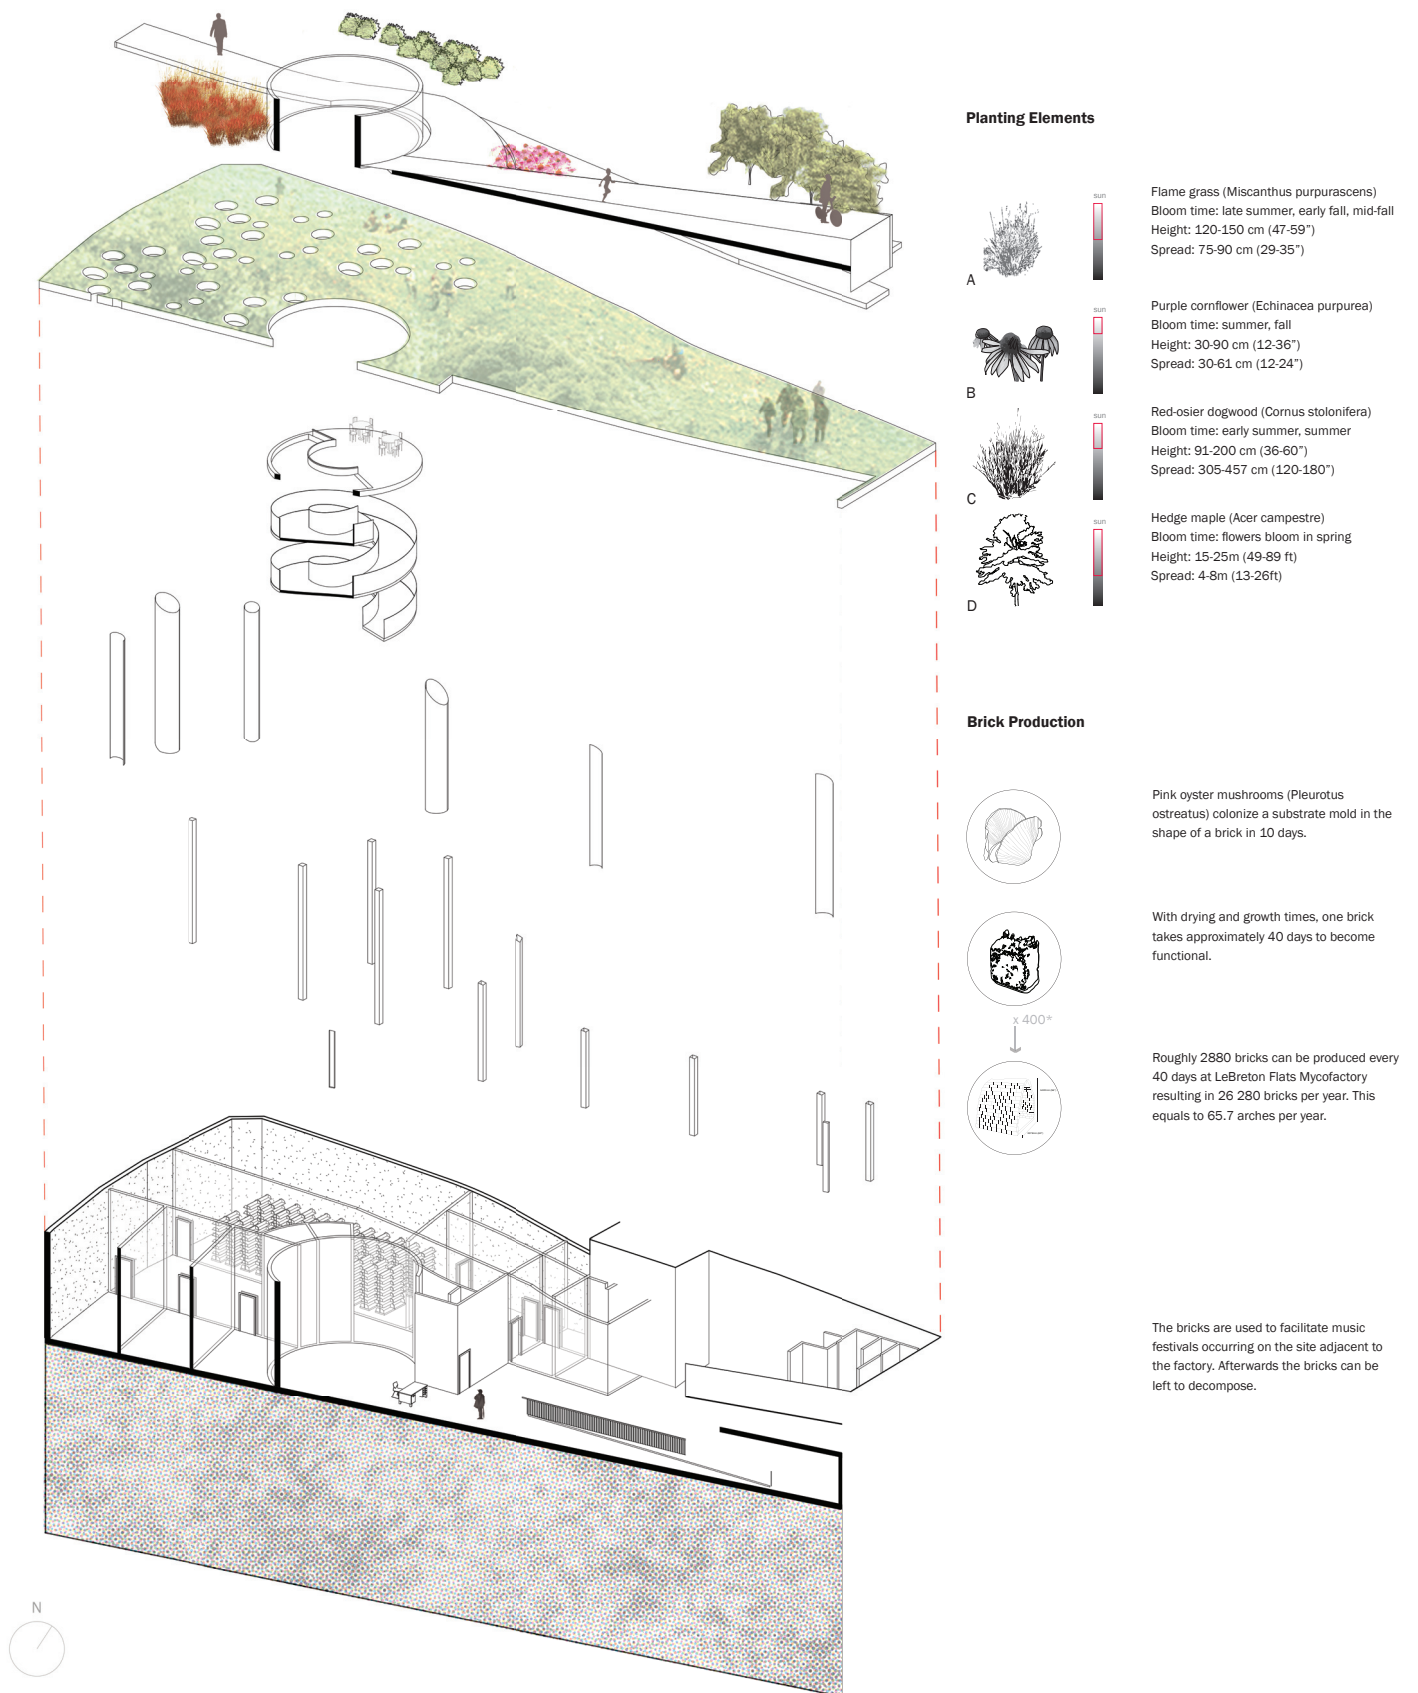 Planting Elements
sun
Flame grass (Miscanthus purpurascens)
Bloom time: late summer, early fall, mid-fall
Height: 120-150 cm (47-59”)
Spread: 75-90 cm (29-35”)
A
sun
Purple cornflower (Echinacea purpurea)
Bloom time: summer, fall
Height: 30-90 cm (12-36”)
Spread: 30-61 cm (12-24”)
B
sun
Red-osier dogwood (Cornus stolonifera)
Bloom time: early summer, summer
Height: 91-200 cm (36-60”)
Spread: 305-457 cm (120-180”)
C
sun
Hedge maple (Acer campestre)
Bloom time: flowers bloom in spring
Height: 15-25m (49-89 ft)
Spread: 4-8m (13-26ft)
D
Brick Production
Pink oyster mushrooms (Pleurotus
ostreatus) colonize a substrate mold in the
shape of a brick in 10 days.
With drying and growth times, one brick
takes approximately 40 days to become
functional.
x 400*
Roughly 2880 bricks can be produced every
40 days at LeBreton Flats Mycofactory
resulting in 26 280 bricks per year. This
equals to 65.7 arches per year.
The bricks are used to facilitate music
festivals occurring on the site adjacent to
the factory. Afterwards the bricks can be
left to decompose.
N